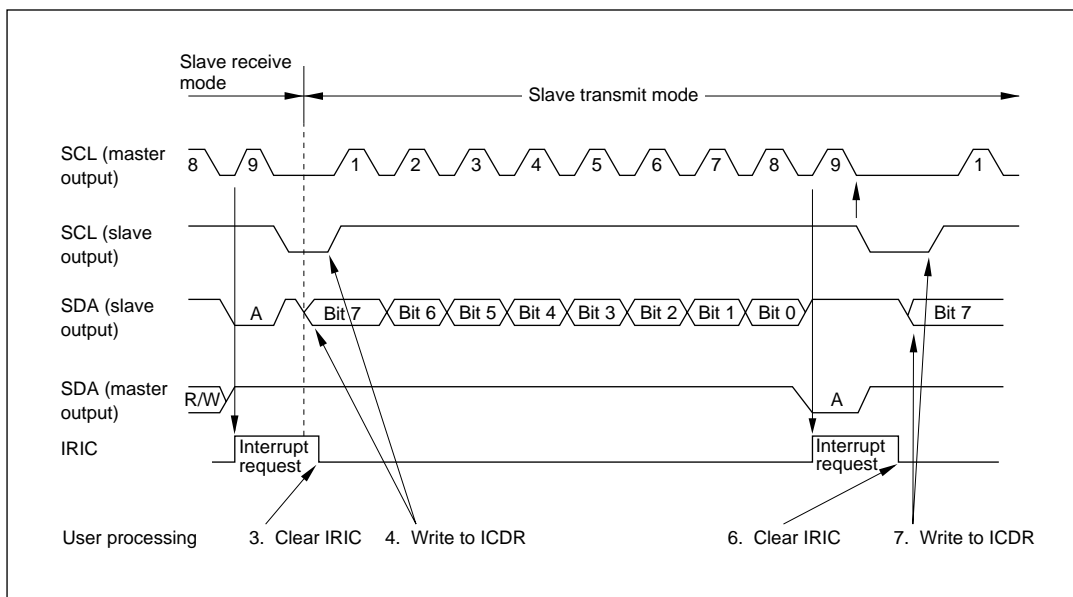 Slave receive
mode
Slave transmit mode
SCL (master
output)
8 9 1 2 3 4 5 6 7 8 9 1
SCL (slave
output)
SDA (slave
output)
A Bit 7 Bit 6 Bit 5 Bit 4 Bit 3 Bit 2 Bit 1 Bit 0 Bit 7
SDA (master
output)
R/W A
IRIC
Interrupt
request
Interrupt
request
User processing 3. Clear IRIC 4. Write to ICDR 6. Clear IRIC 7. Write to ICDR